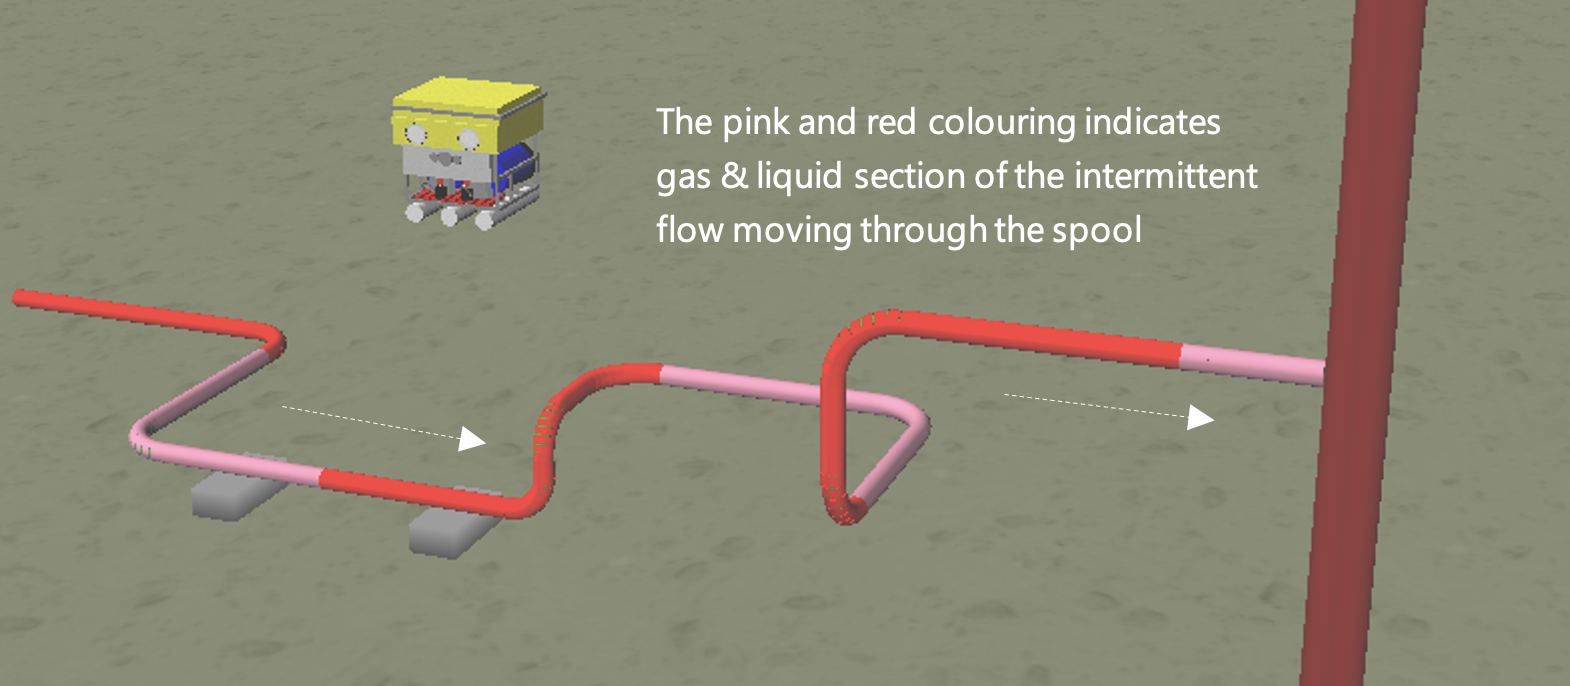 The pink and red colouring indicates
gas & liquid section of the intermittent
flow moving through the spool